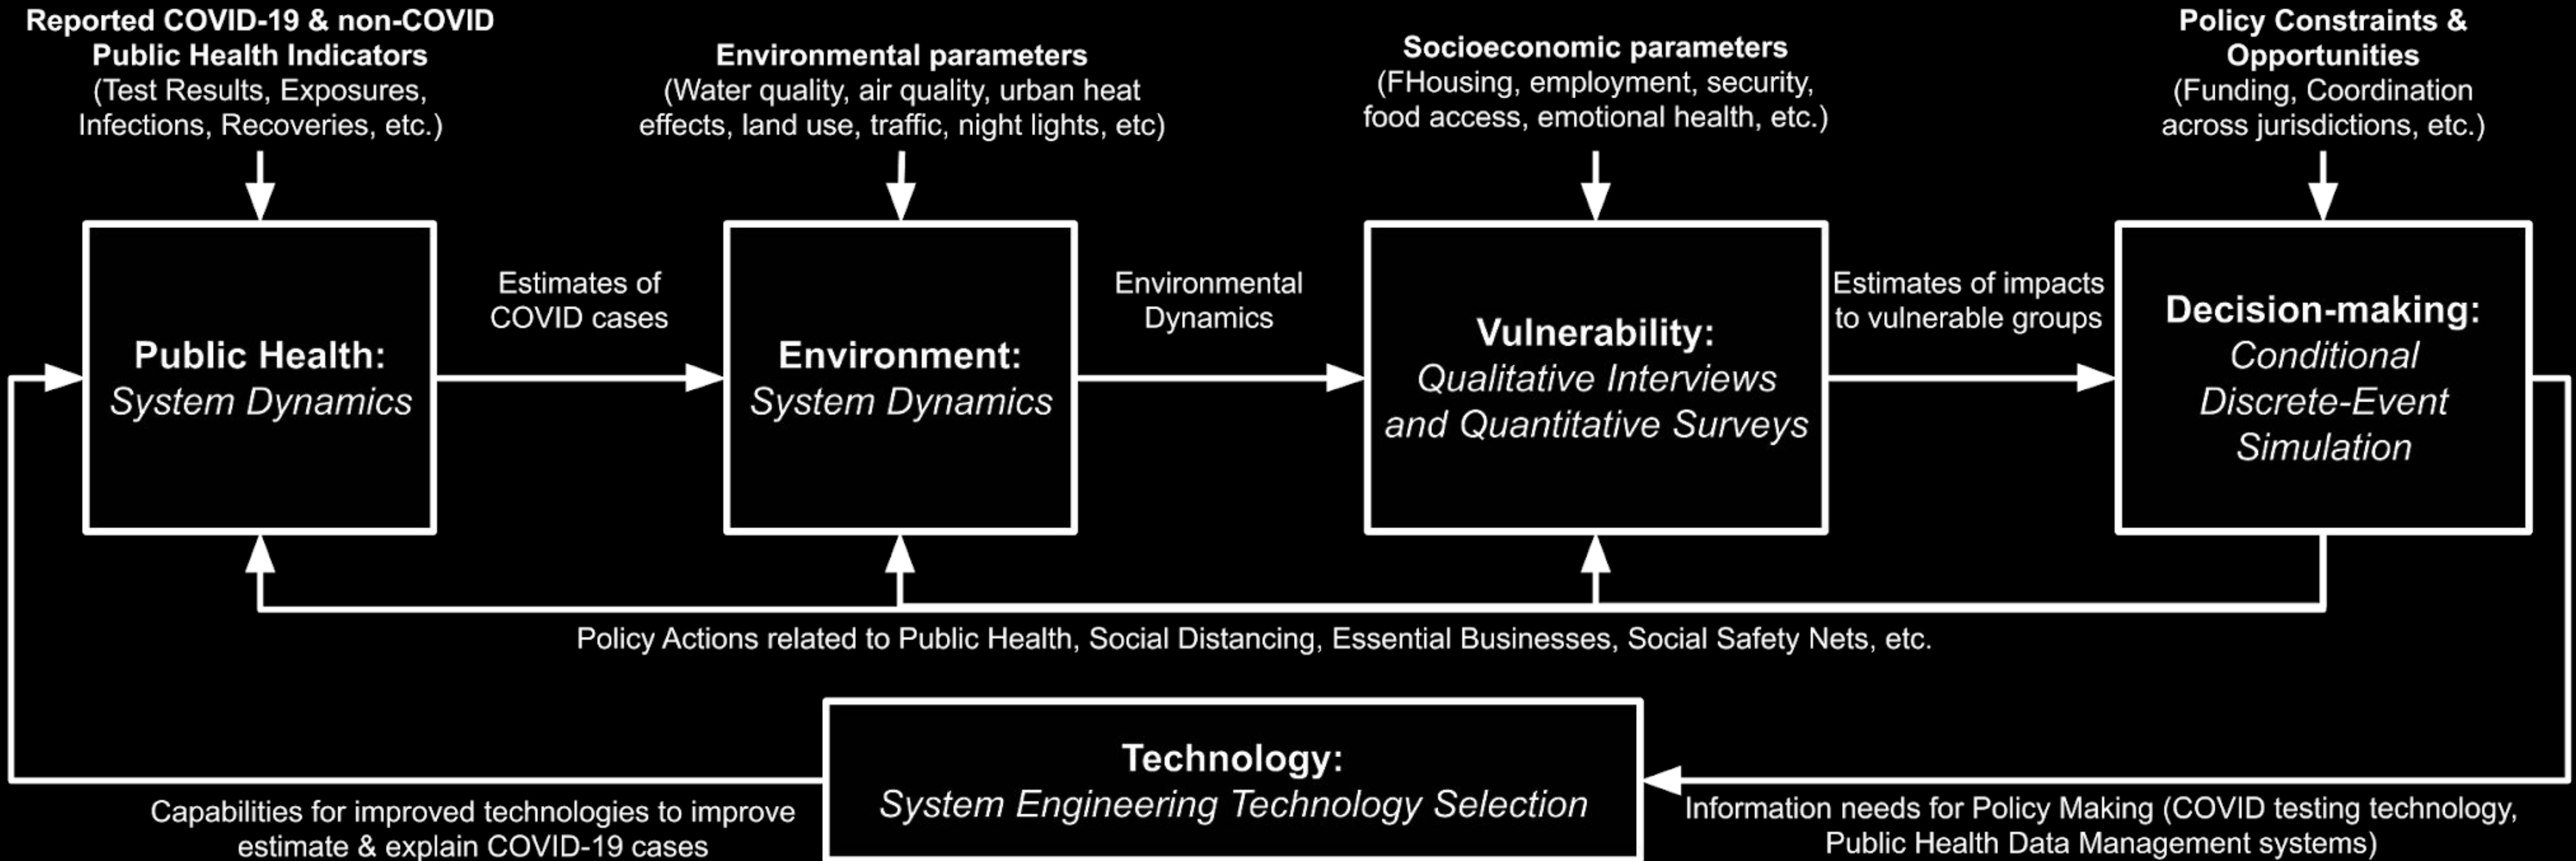 Reported COVID-19 & non-COVID
Public Health Indicators
(Test Results, Exposures,
Infections, Recoveries, etc.)
Environmental parameters
(Water quality, air quality, urban heat
effects, land use, traffic, night lights, etc)
Socioeconomic parameters
(FHousing, employment, security,
food access, emotional health, etc.)
Policy Constraints &
Opportunities
(Funding, Coordination
across jurisdictions, etc.)
Public Health:
System Dynamics
Estimates of
COVID cases
Environment:
System Dynamics
Environmental
Dynamics
Vulnerability:
Qualitative Interviews
and Quantitative Surveys
Estimates of impacts
to vulnerable groups
Decision-making:
Conditional
Discrete-Event
Simulation
Policy Actions related to Public Health, Social Distancing, Essential Businesses, Social Safety Nets, etc.
Technology:
System Engineering Technology Selection
Capabilities for improved technologies to improve
estimate & explain COVID-19 cases
Information needs for Policy Making (COVID testing technology,
Public Health Data Management systems)